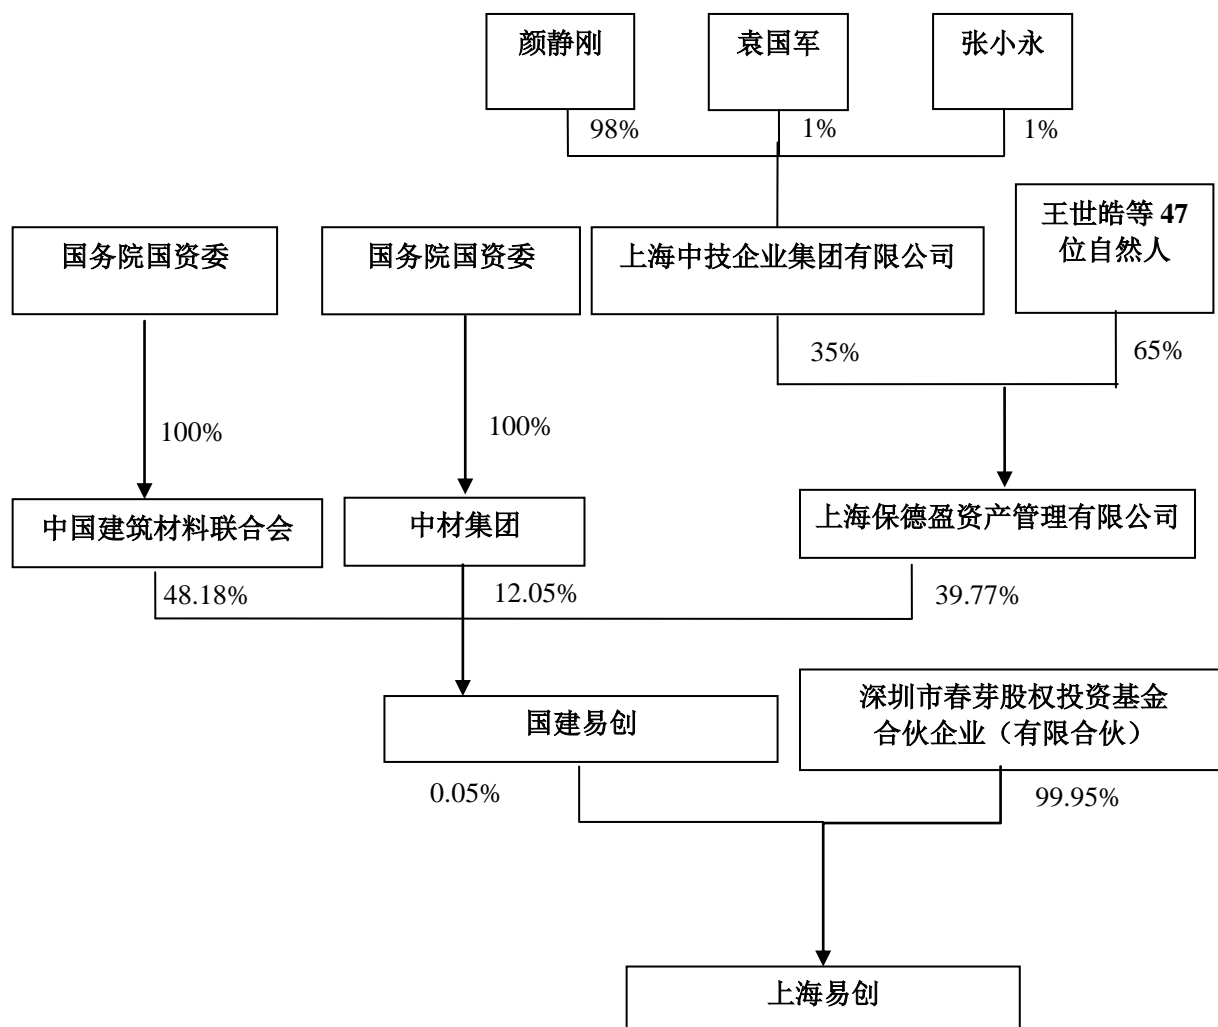 颜静刚
袁国军
张小永
98%
1%
1%
王世皓等 47
位自然人
国务院国资委
国务院国资委
上海中技企业集团有限公司
35%
65%
100%
100%
中国建筑材料联合会
中材集团
上海保德盈资产管理有限公司
48.18%
12.05%
39.77%
国建易创
深圳市春芽股权投资基金
合伙企业（有限合伙）
0.05%
99.95%
上海易创